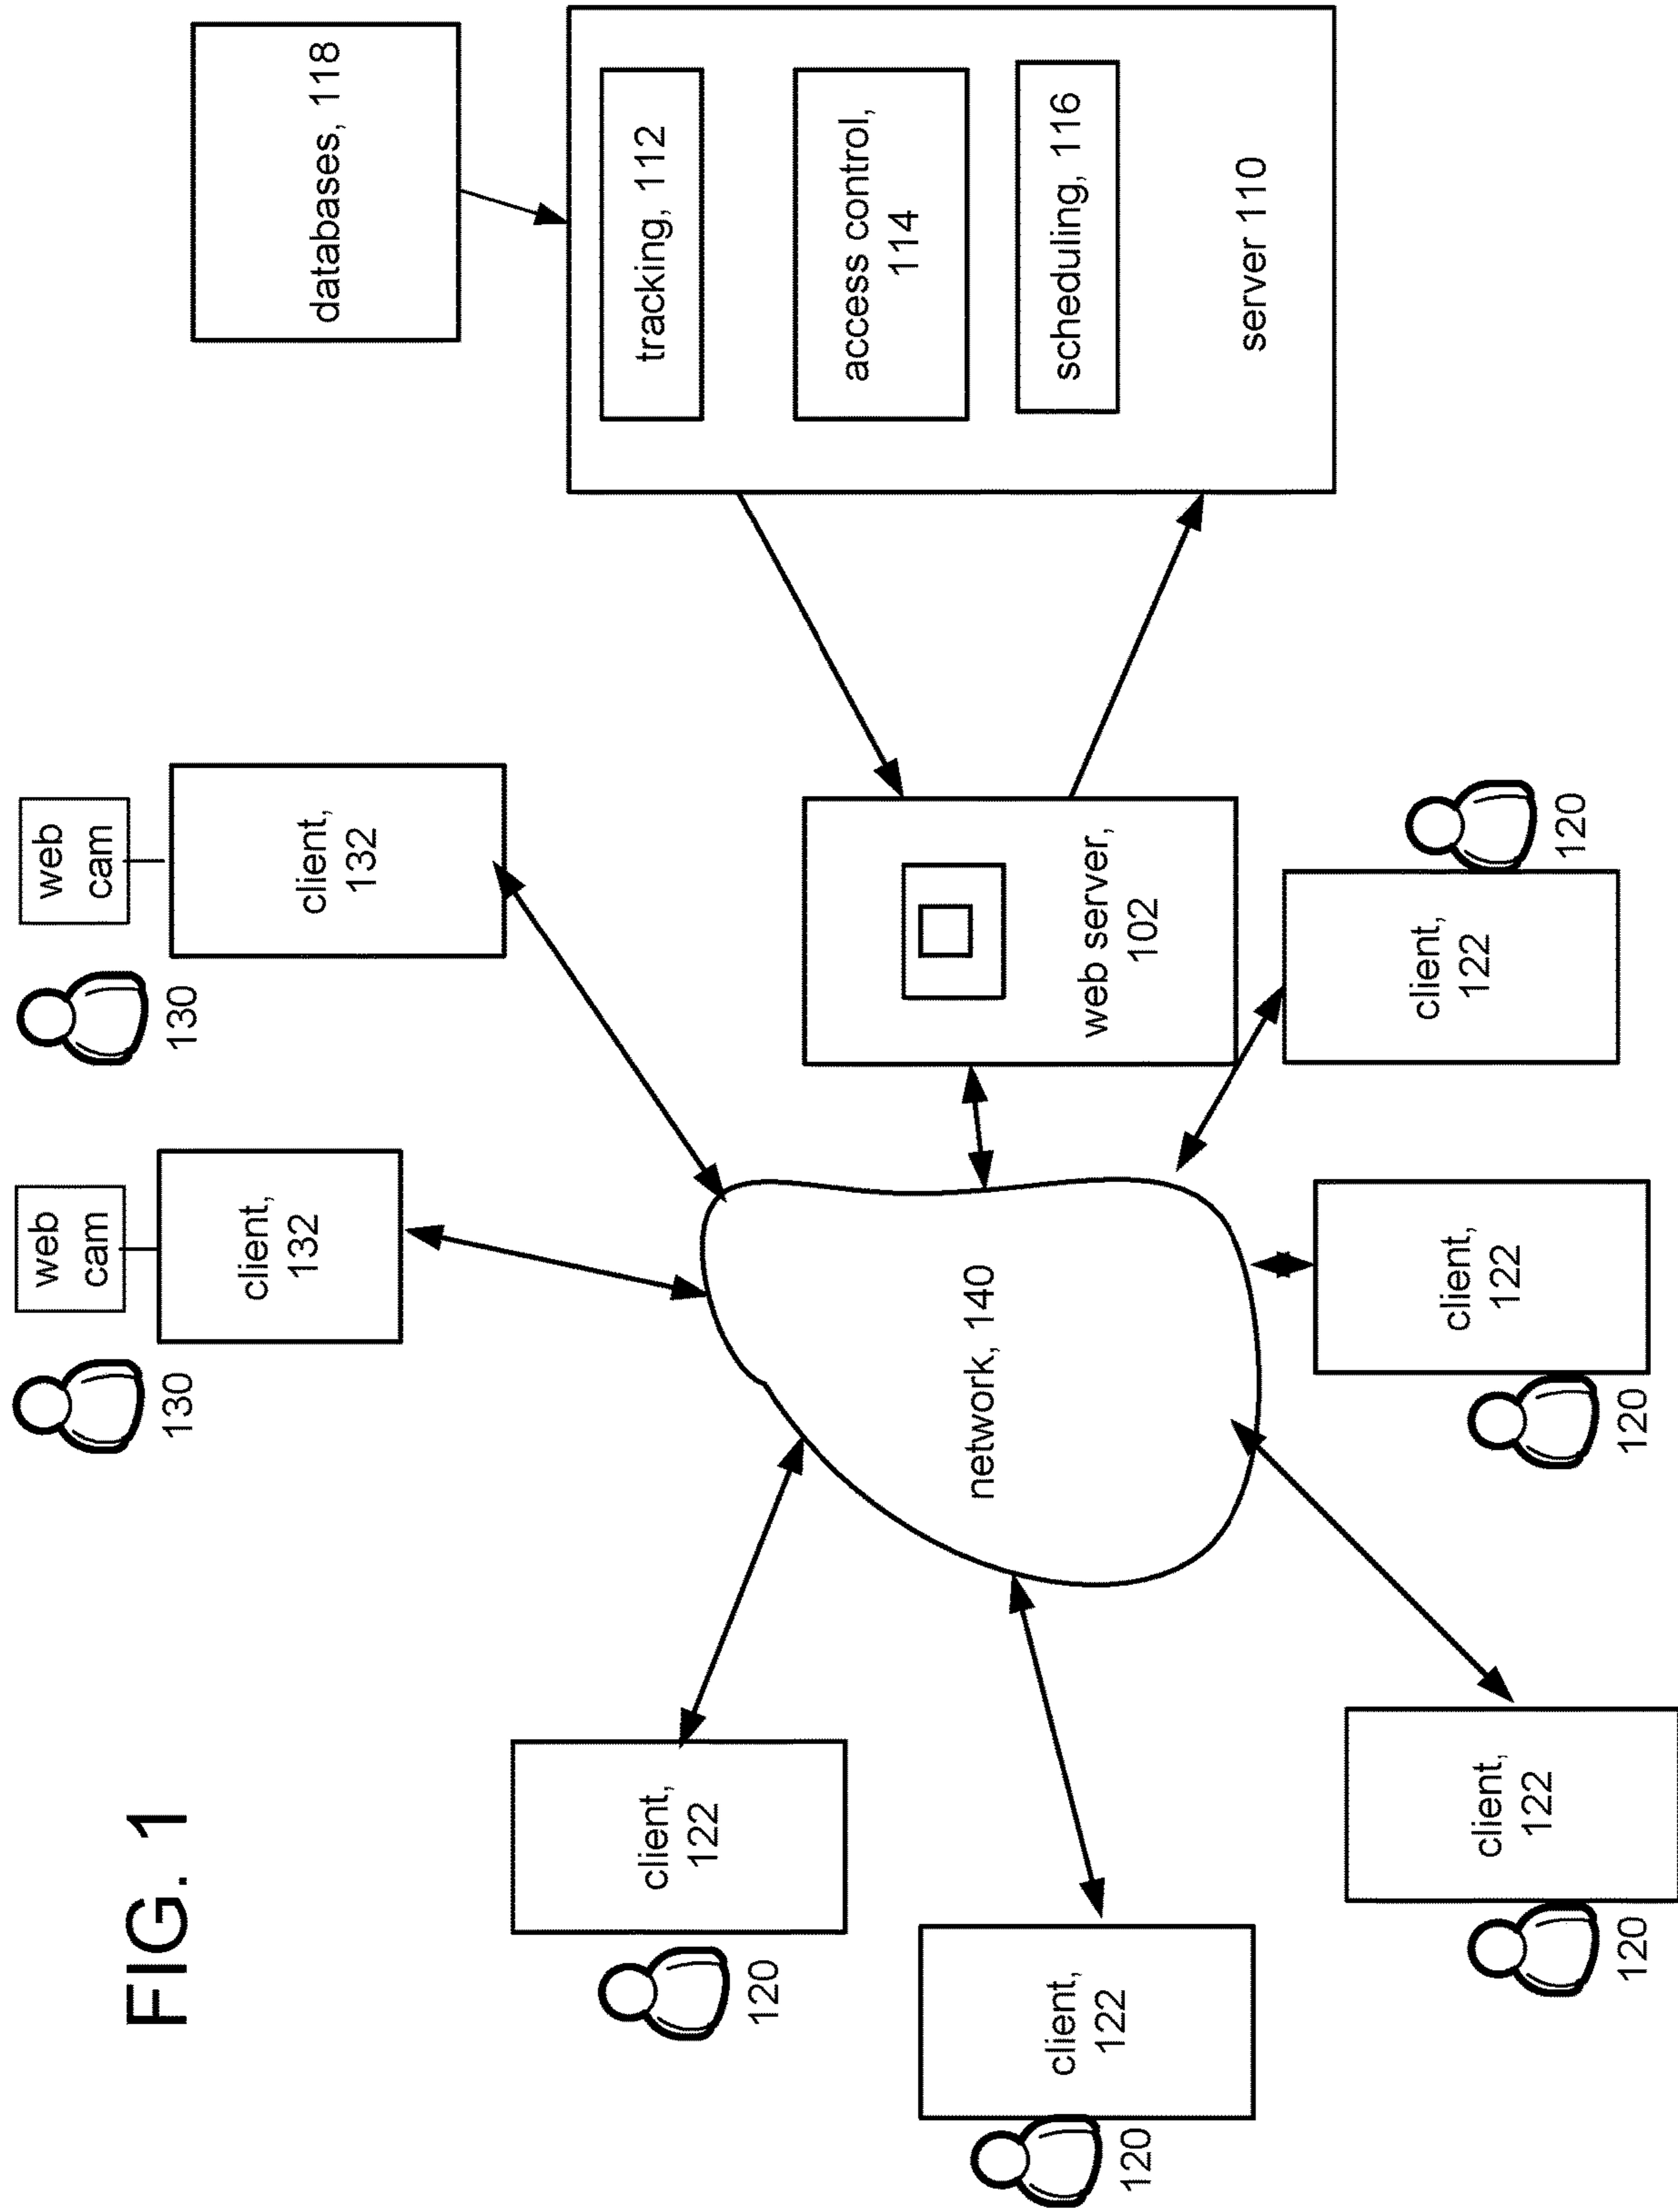 FIG. 1
130
web
cam
client,
132
130
web
cam
client,
132
databases, 118
tracking, 112
access control,
114
scheduling, 116
server 110
client,
122
120
network, 140
web server,
102
client,
122
120
client,
122
120
client,
122
120
client,
122
120